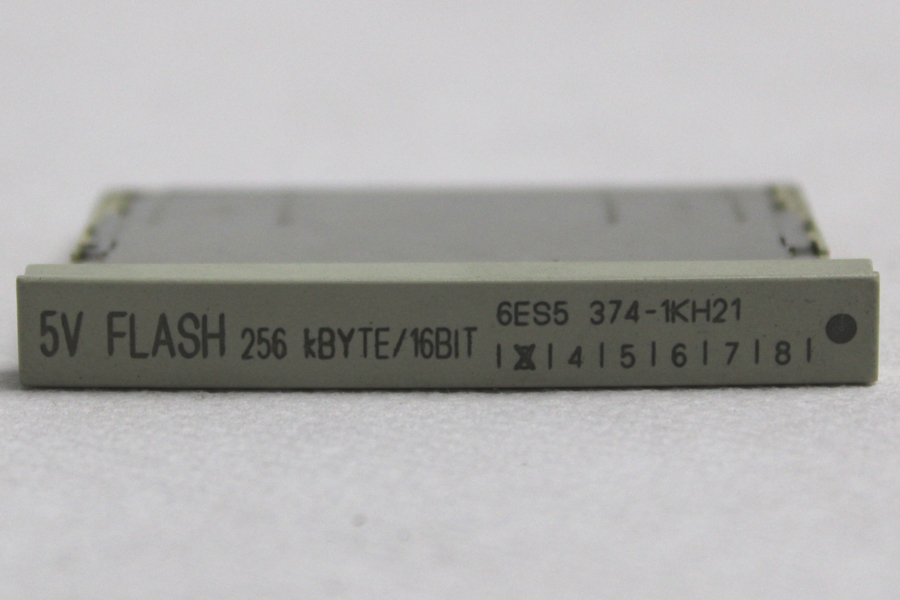 5V FLASH 256 kBYTE/16BIT
6ES5 374-1KH21
| | 4 | 5 | 6 | 7 | 8 |